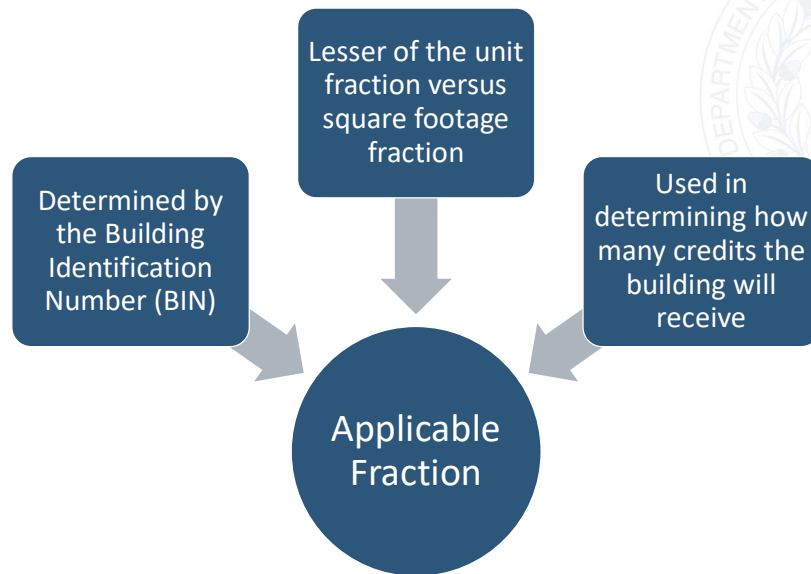 Lesser of the unit
fraction versus
square footage
fraction
Determined by
the Building
Identification
Number (BIN)
Used in
determining how
many credits the
building will
receive
Applicable
Fraction
DEPARTMENT